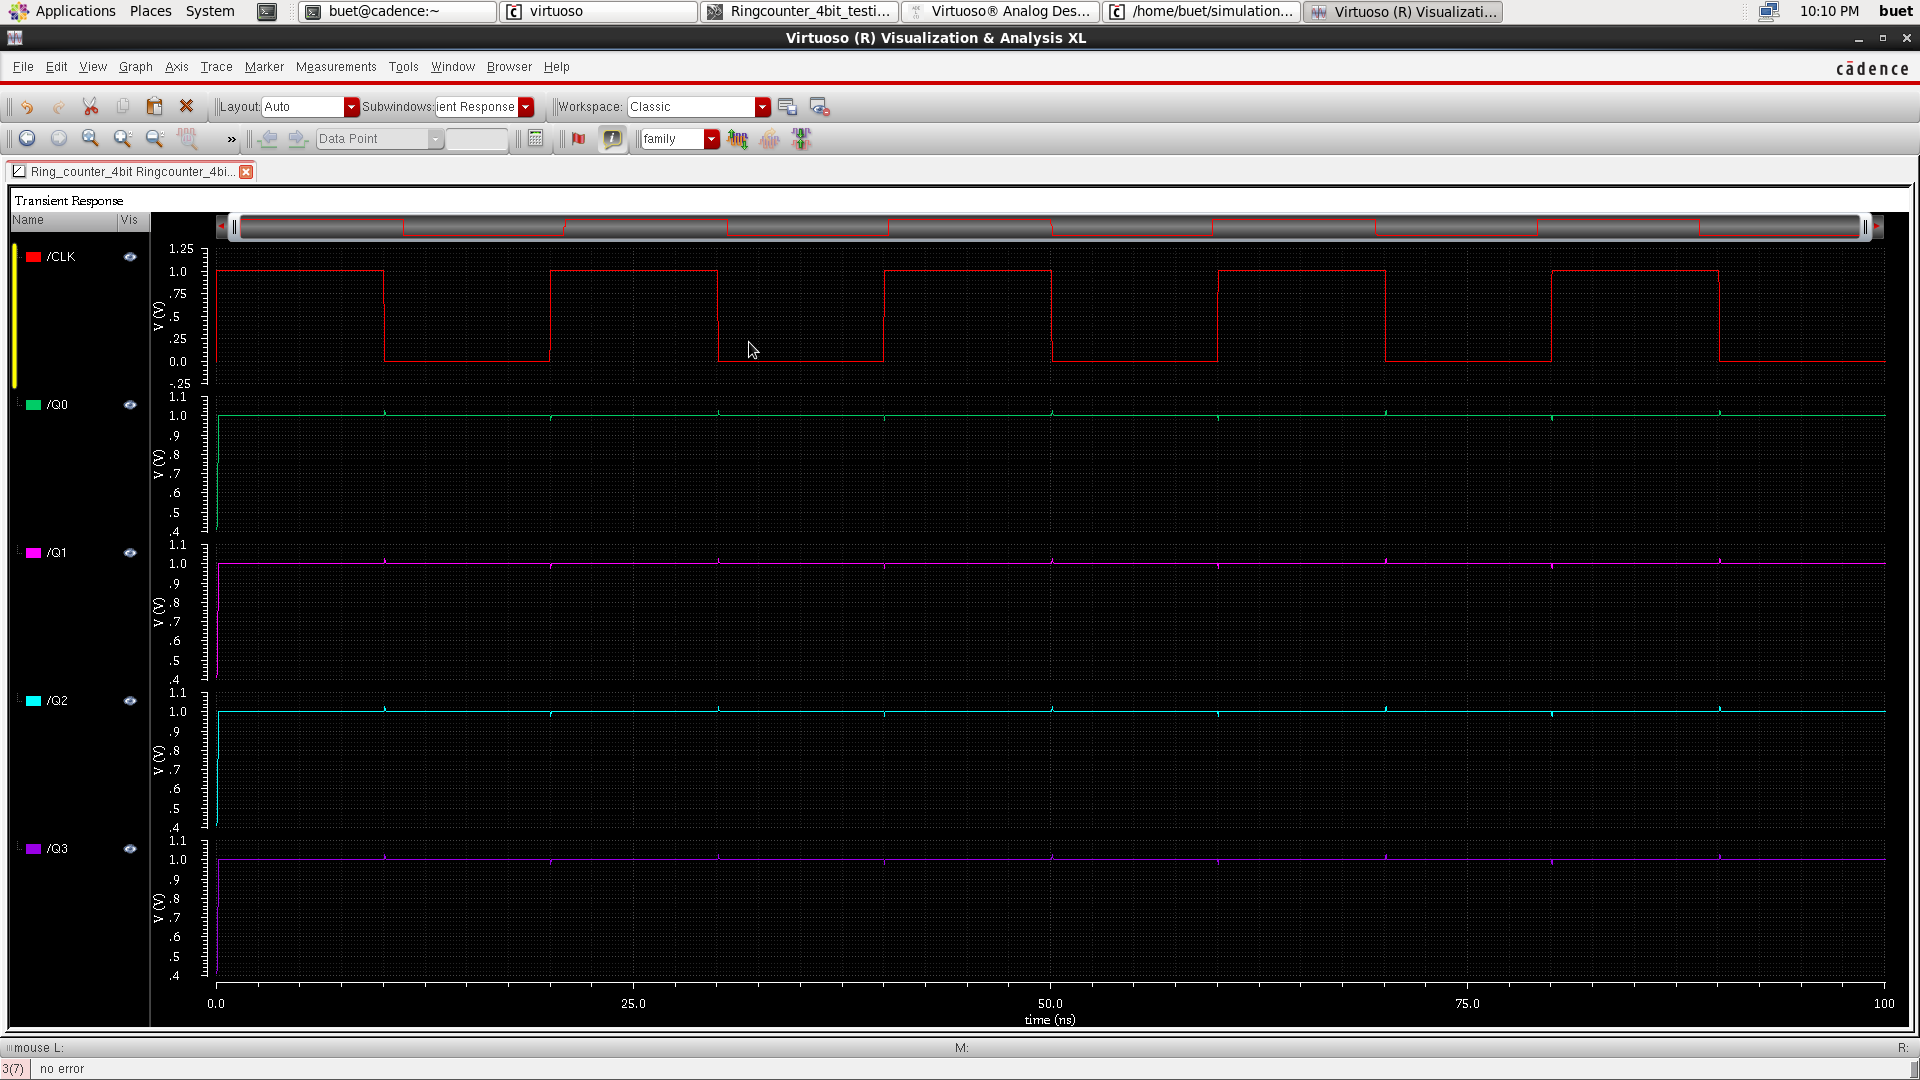 Applications Places System buet@cadence:~ virtuoso Ringcounter_4bit_testi... Virtuoso® Analog Des... /home/buet/simulation... Virtuoso (R) Visualizati... 10:10 PM buet
Virtuoso (R) Visualization & Analysis XL
File Edit View Graph Axis Trace Marker Measurements Tools Window Browser Help
cādence
Layout: Auto Subwindows: ient Response Workspace: Classic
» Data Point family
Ring_counter_4bit Ringcounter_4bi...
Transient Response
Name Vis
/CLK
1.25
1.0
.75
.5
.25
0.0
-.25
V (V)
/Q0
1.1
1.0
.9
.8
.7
.6
.5
.4
V (V)
/Q1
1.1
1.0
.9
.8
.7
.6
.5
.4
V (V)
/Q2
1.1
1.0
.9
.8
.7
.6
.5
.4
V (V)
/Q3
1.1
1.0
.9
.8
.7
.6
.5
.4
V (V)
0.0 25.0 50.0 75.0 100
time (ns)
mouse L: M: R:
3(7) no error